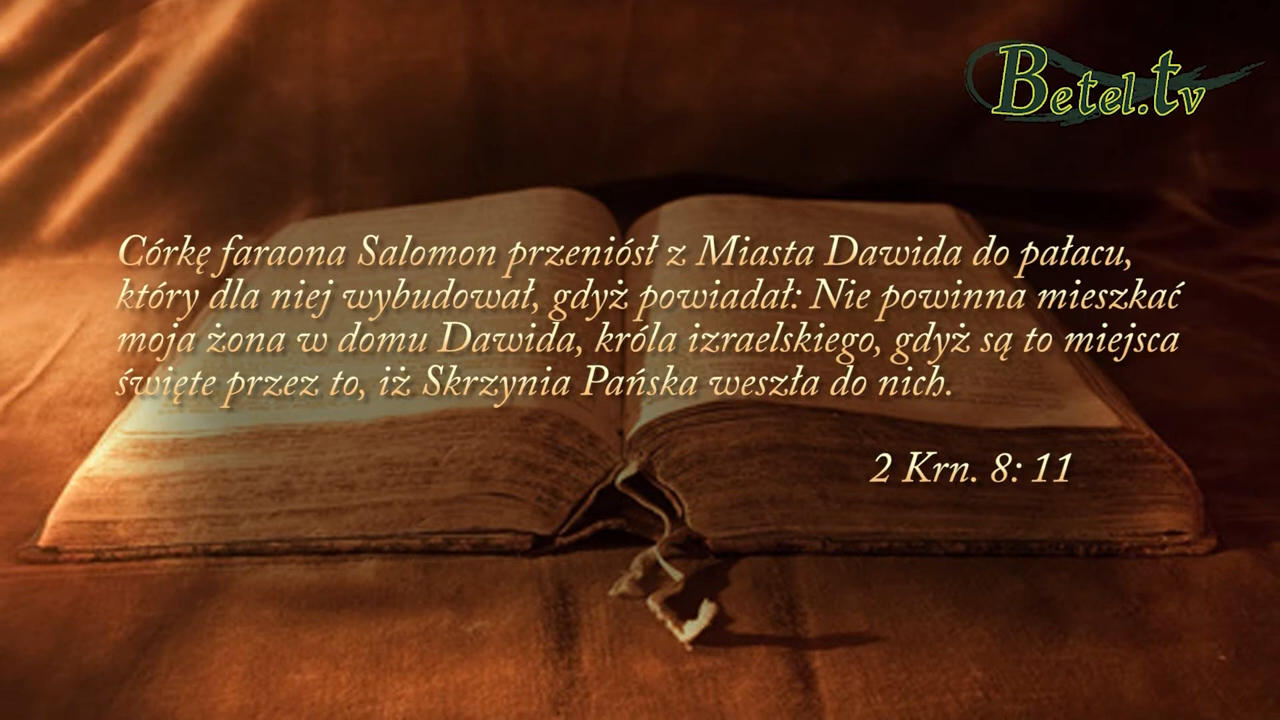 Betel.tv
Córkę faraona Salomon przeniósł z Miasta Dawida do pałacu,
który dla niej wybudował, gdyż powiadał: Nie powinna mieszkać
moja żona w domu Dawida, króla izraelskiego, gdyż są to miejsca
święte przez to, iż Skrzynia Pańska weszła do nich.
2 Krn. 8: 11